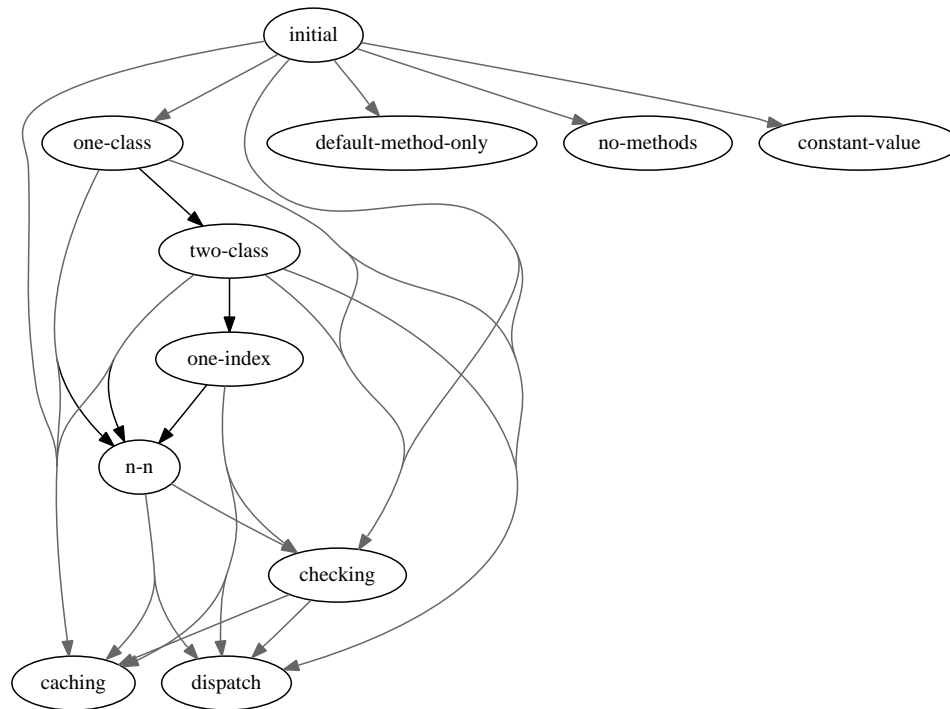 initial
one-class
default-method-only
no-methods
constant-value
two-class
one-index
n-n
checking
caching
dispatch